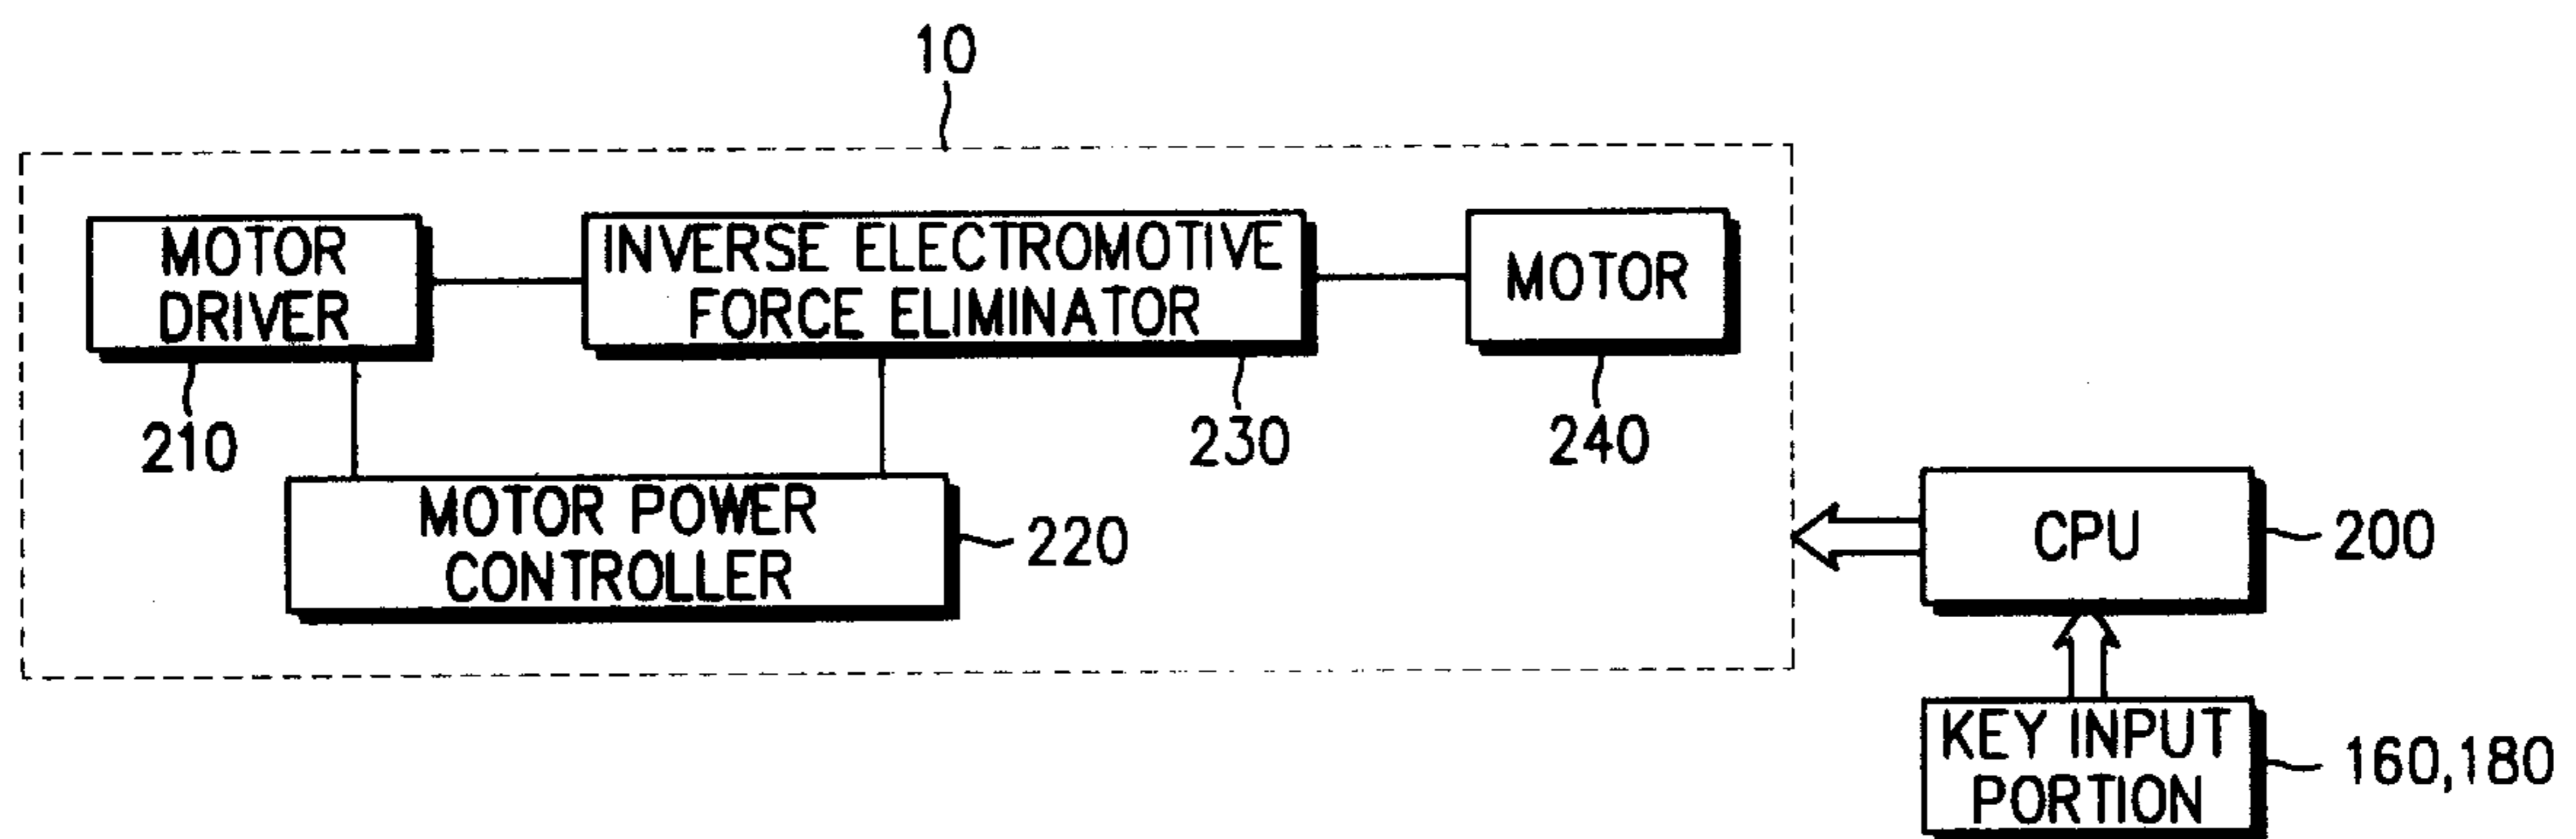 10
MOTOR
DRIVER
INVERSE ELECTROMOTIVE
FORCE ELIMINATOR
MOTOR
210
230
240
MOTOR POWER
CONTROLLER
220
CPU
200
KEY INPUT
PORTION
160,180